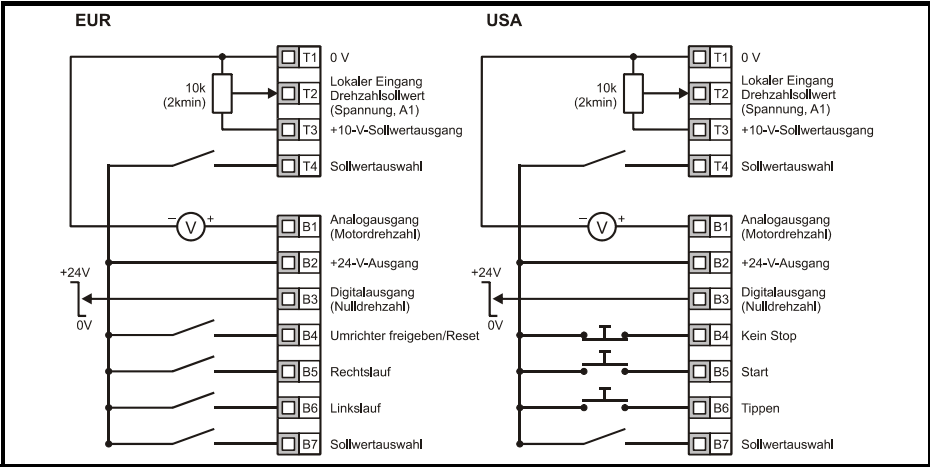 EUR
T1 0 V
10k
(2kmin)
T2 Lokaler Eingang
Drehzahlsollwert
(Spannung, A1)
T3 +10-V-Sollwertausgang
T4 Sollwertauswahl
− V +
B1 Analogausgang
(Motordrehzahl)
B2 +24-V-Ausgang
+24V
0V
B3 Digitalausgang
(Nulldrehzahl)
B4 Umrichter freigeben/Reset
B5 Rechtslauf
B6 Linkslauf
B7 Sollwertauswahl
USA
T1 0 V
10k
(2kmin)
T2 Lokaler Eingang
Drehzahlsollwert
(Spannung, A1)
T3 +10-V-Sollwertausgang
T4 Sollwertauswahl
− V +
B1 Analogausgang
(Motordrehzahl)
B2 +24-V-Ausgang
+24V
0V
B3 Digitalausgang
(Nulldrehzahl)
B4 Kein Stop
B5 Start
B6 Tippen
B7 Sollwertauswahl